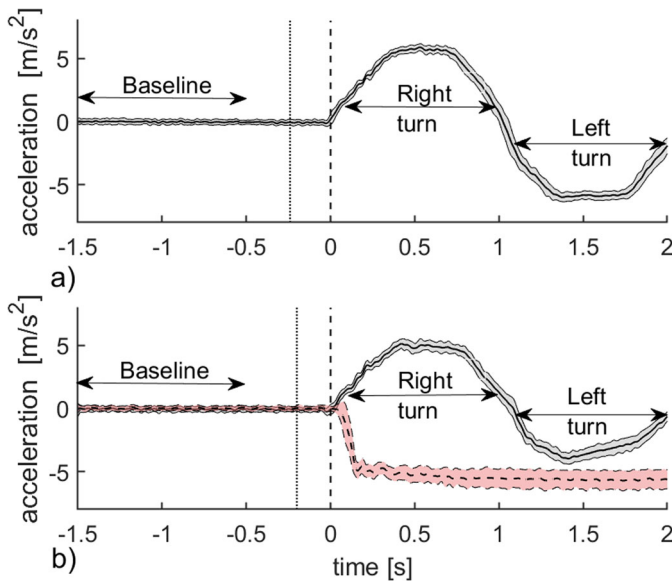 acceleration [m/s²]
5
0
-5
Baseline
Right
turn
Left
turn
-1.5 -1 -0.5 0 0.5 1 1.5 2
a)
acceleration [m/s²]
5
0
-5
Baseline
Right
turn
Left
turn
-1.5 -1 -0.5 0 0.5 1 1.5 2
b)
time [s]